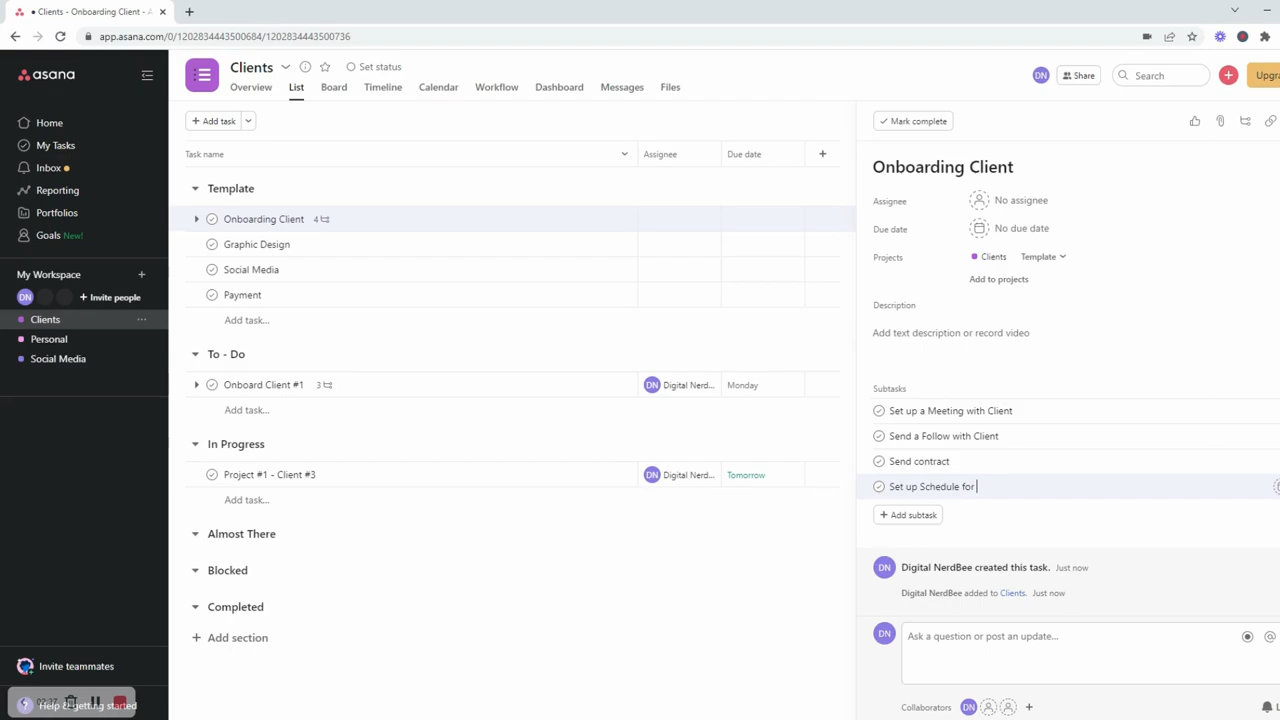 Clients - Onboarding Client - A
app.asana.com/0/1202834443500684/1202834443500736
asana
Home
My Tasks
Inbox
Reporting
Portfolios
Goals New!
My Workspace
DN
Invite people
Clients
Personal
Social Media
Invite teammates
Help & getting started
Clients
Set status
Overview List Board Timeline Calendar Workflow Dashboard Messages Files
DN Share Search Upgra
Add task
Task name Assignee Due date
Template
Onboarding Client 4
Graphic Design
Social Media
Payment
Add task...
To - Do
Onboard Client #1 3 DN Digital Nerd... Monday
Add task...
In Progress
Project #1 - Client #3 DN Digital Nerd... Tomorrow
Add task...
Almost There
Blocked
Completed
Add section
Mark complete
Onboarding Client
Assignee No assignee
Due date No due date
Projects Clients Template
Add to projects
Description
Add text description or record video
Subtasks
Set up a Meeting with Client
Send a Follow with Client
Send contract
Set up Schedule for
Add subtask
DN Digital NerdBee created this task. Just now
Digital NerdBee added to Clients. Just now
DN Ask a question or post an update...
Collaborators DN